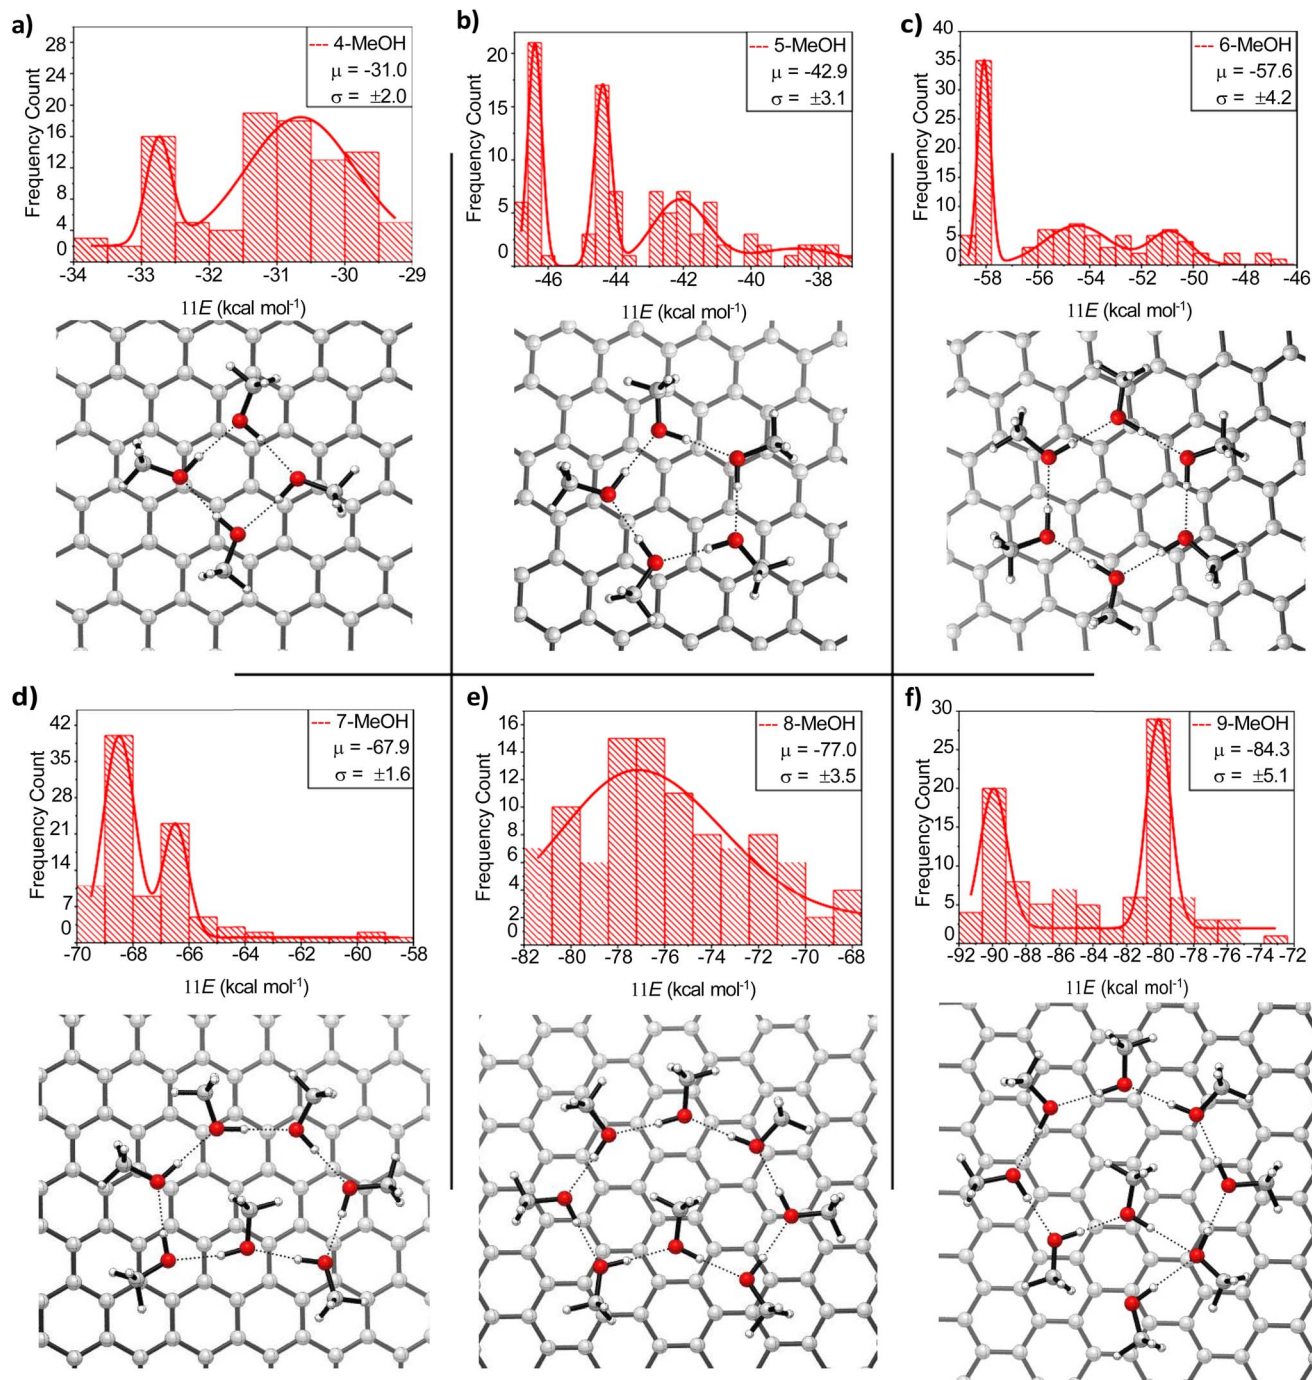 a)
28
24
20
16
12
8
4
0
Frequency Count
4-MeOH
μ = -31.0
σ = ±2.0
-34 -33 -32 -31 -30 -29
11E (kcal mol⁻¹)
b)
20
15
10
5
0
Frequency Count
5-MeOH
μ = -42.9
σ = ±3.1
-46 -44 -42 -40 -38 -36
11E (kcal mol⁻¹)
c)
40
35
30
25
20
15
10
5
0
Frequency Count
6-MeOH
μ = -57.6
σ = ±4.2
-58 -56 -54 -52 -50 -48 -46
11E (kcal mol⁻¹)
d)
42
35
28
21
14
7
0
Frequency Count
7-MeOH
μ = -67.9
σ = ±1.6
-70 -68 -66 -64 -62 -60 -58
11E (kcal mol⁻¹)
e)
16
14
12
10
8
6
4
2
0
Frequency Count
8-MeOH
μ = -77.0
σ = ±3.5
-82 -80 -78 -76 -74 -72 -70 -68
11E (kcal mol⁻¹)
f)
30
25
20
15
10
5
0
Frequency Count
9-MeOH
μ = -84.3
σ = ±5.1
-92 -90 -88 -86 -84 -82 -80 -78 -76 -74 -72
11E (kcal mol⁻¹)